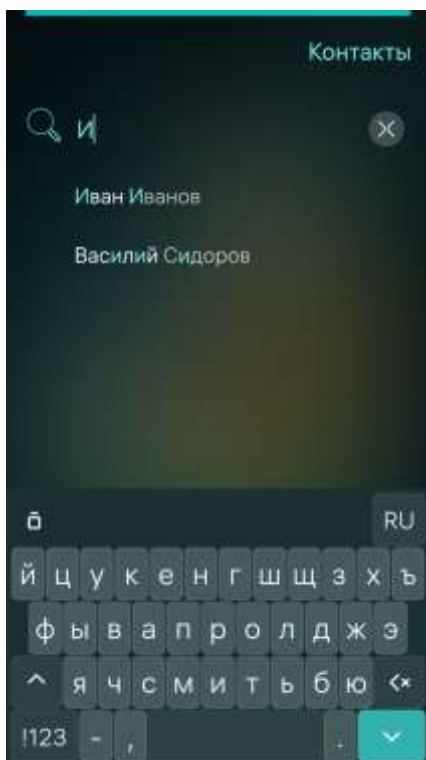 Контакты
И
Иван Иванов
Василий Сидоров
RU
й ц у к е н г ш щ з х ъ
ф ы в а п р о л д ж э
я ч с м и т ь б ю
!123 - , .